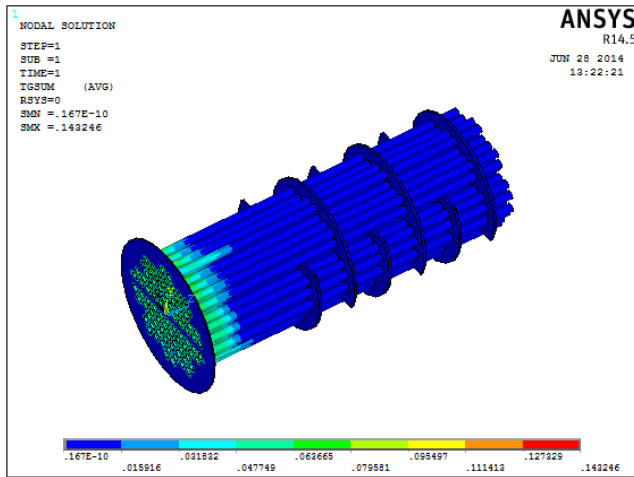 1
NODAL SOLUTION
STEP=1
SUB =1
TIME=1
TGSUM (AVG)
RSYS=0
SMN =.167E-10
SMX =.143246
ANSYS
R14.5
JUN 28 2014
13:22:21
Z
.167E-10 .031832 .063665 .095497 .127329
.015916 .047749 .079581 .111413 .143246